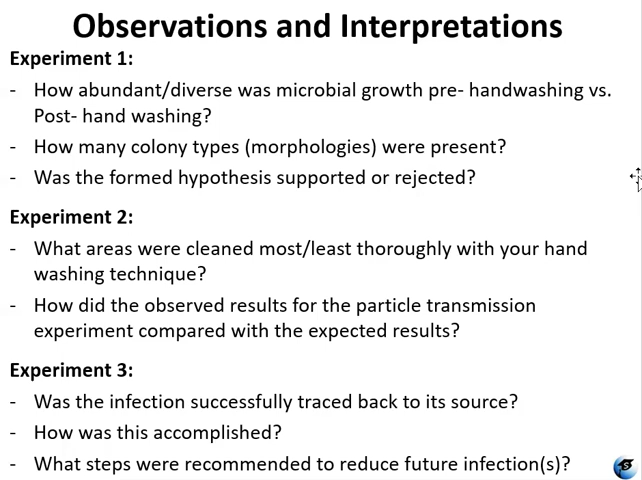 Observations and Interpretations
Experiment 1:
- How abundant/diverse was microbial growth pre- handwashing vs.
Post- hand washing?
- How many colony types (morphologies) were present?
- Was the formed hypothesis supported or rejected?
Experiment 2:
- What areas were cleaned most/least thoroughly with your hand
washing technique?
- How did the observed results for the particle transmission
experiment compared with the expected results?
Experiment 3:
- Was the infection successfully traced back to its source?
- How was this accomplished?
- What steps were recommended to reduce future infection(s)?